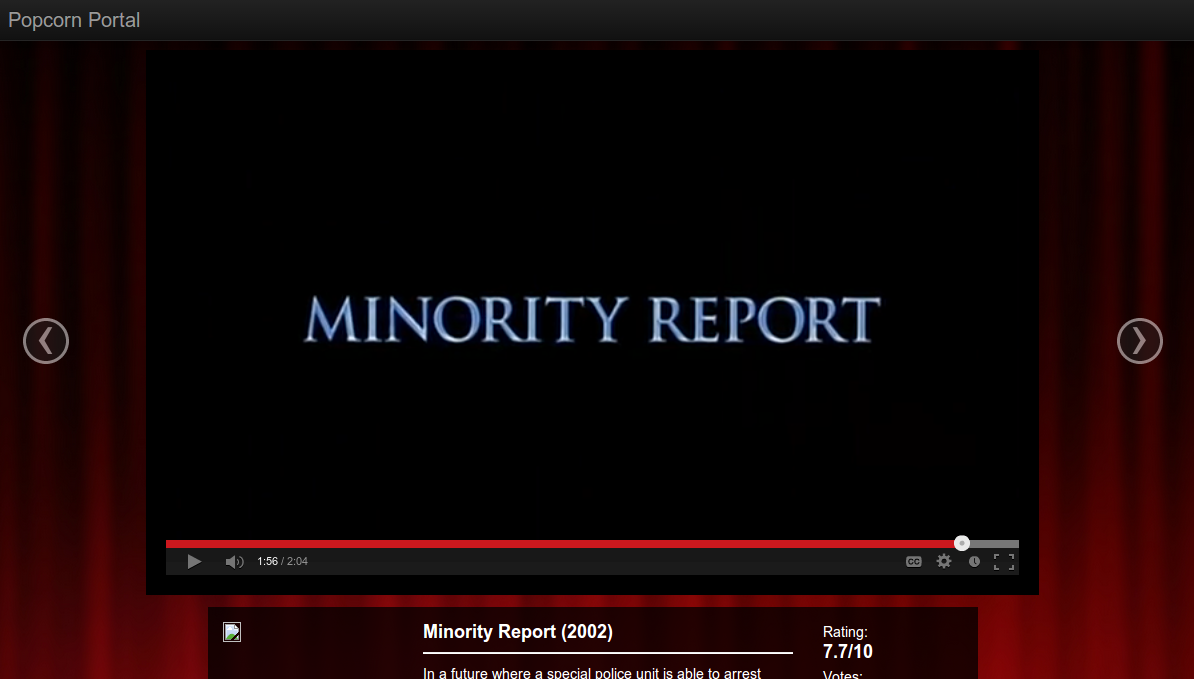 Popcorn Portal
MINORITY REPORT
1:56 / 2:04
CC
Minority Report (2002)
In a future where a special police unit is able to arrest
Rating:
7.7/10
Votes: